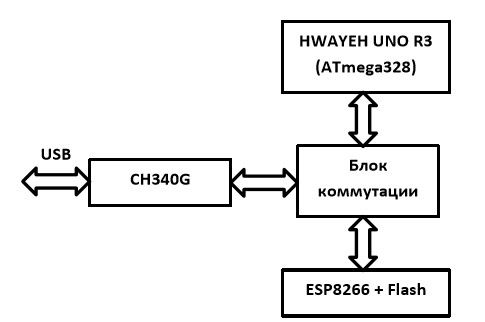 HWAYEH UNO R3
(ATmega328)
USB
CH340G
Блок
коммутации
ESP8266 + Flash